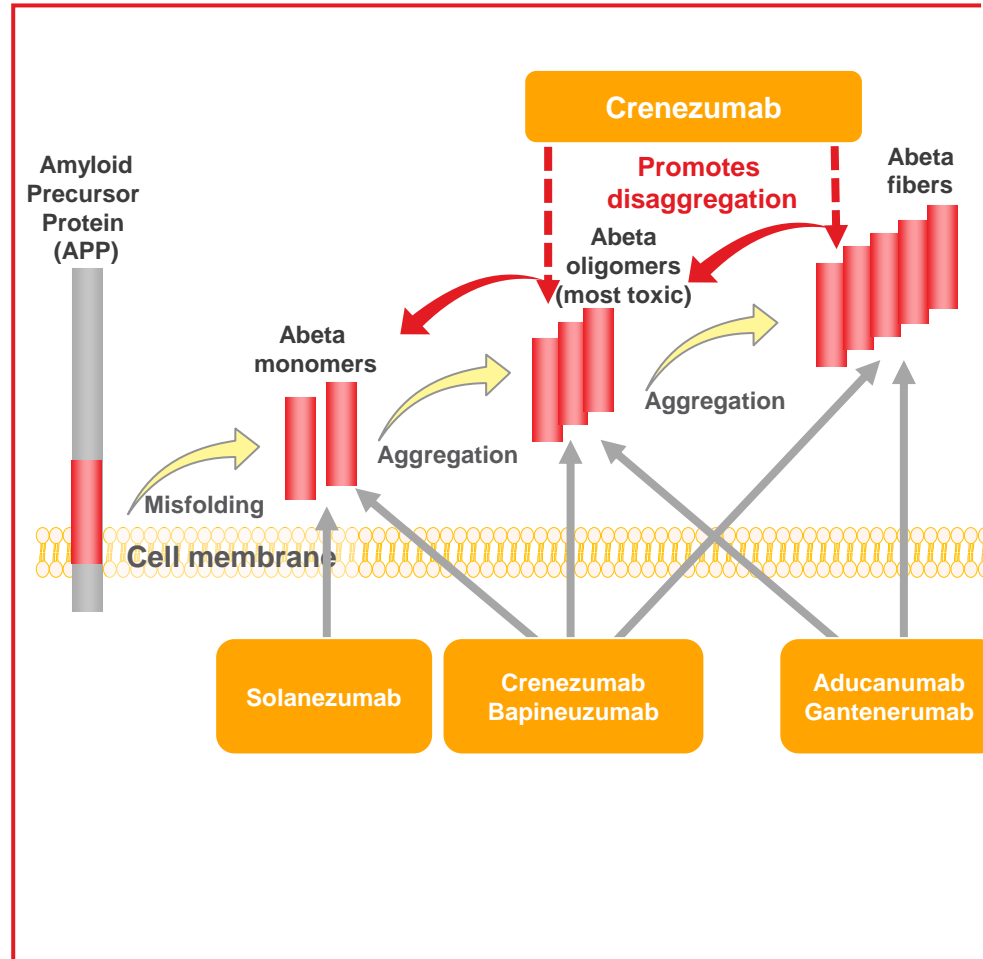 Crenezumab
Amyloid
Precursor
Protein
(APP)
Promotes
disaggregation
Abeta
fibers
Abeta
oligomers
(most toxic)
Abeta
monomers
Aggregation
Aggregation
Misfolding
Cell membrane
Solanezumab
Crenezumab
Bapineuzumab
Aducanumab
Gantenerumab